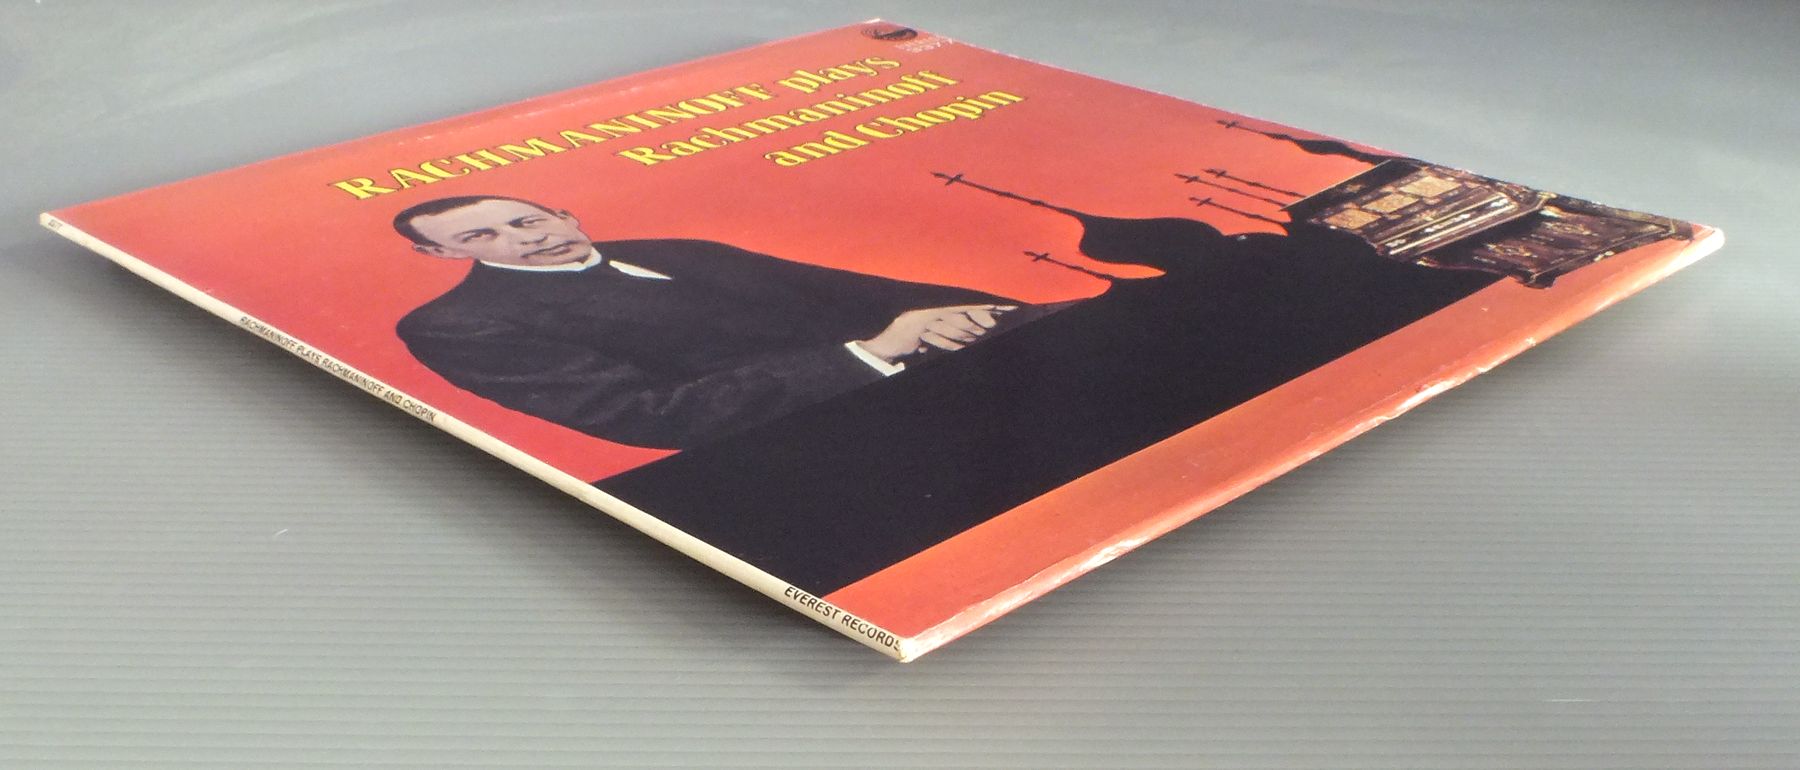 RACHMANINOFF plays
Rachmaninoff
and Chopin
RACHMANINOFF PLAYS RACHMANINOFF AND CHOPIN
EVEREST RECORDS